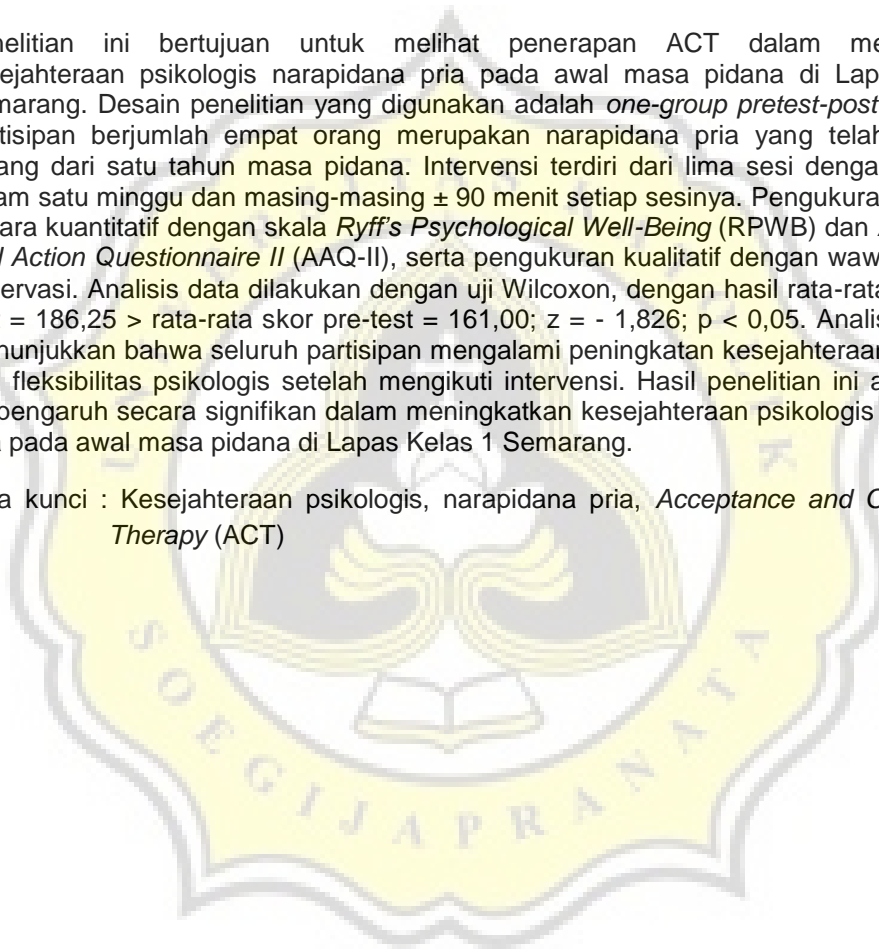 nelitian ini bertujuan untuk melihat penerapan ACT dalam me
ejahteraan psikologis narapidana pria pada awal masa pidana di Lap
marang. Desain penelitian yang digunakan adalah one-group pretest-post
tisipan berjumlah empat orang merupakan narapidana pria yang telah
ang dari satu tahun masa pidana. Intervensi terdiri dari lima sesi denga
am satu minggu dan masing-masing ± 90 menit setiap sesinya. Pengukura
ara kuantitatif dengan skala Ryff's Psychological Well-Being (RPWB) dan
d Action Questionnaire II (AAQ-II), serta pengukuran kualitatif dengan waw
ervasi. Analisis data dilakukan dengan uji Wilcoxon, dengan hasil rata-rata
= 186,25 > rata-rata skor pre-test = 161,00; z = - 1,826; p < 0,05. Analis
nunjukkan bahwa seluruh partisipan mengalami peningkatan kesejahteraan
fleksibilitas psikologis setelah mengikuti intervensi. Hasil penelitian ini a
pengaruh secara signifikan dalam meningkatkan kesejahteraan psikologis
a pada awal masa pidana di Lapas Kelas 1 Semarang.
a kunci : Kesejahteraan psikologis, narapidana pria, Acceptance and C
Therapy (ACT)
SOEGIJAPRANATA